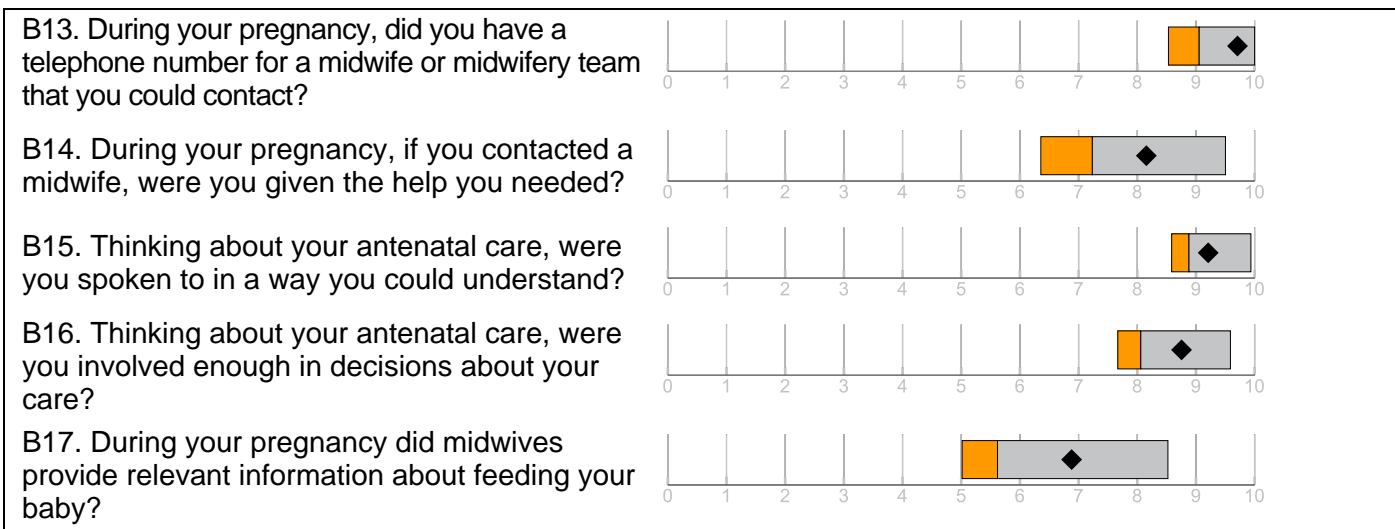 B13. During your pregnancy, did you have a
telephone number for a midwife or midwifery team
that you could contact?
0 1 2 3 4 5 6 7 8 9 10
B14. During your pregnancy, if you contacted a
midwife, were you given the help you needed?
0 1 2 3 4 5 6 7 8 9 10
B15. Thinking about your antenatal care, were
you spoken to in a way you could understand?
0 1 2 3 4 5 6 7 8 9 10
B16. Thinking about your antenatal care, were
you involved enough in decisions about your
care?
0 1 2 3 4 5 6 7 8 9 10
B17. During your pregnancy did midwives
provide relevant information about feeding your
baby?
0 1 2 3 4 5 6 7 8 9 10